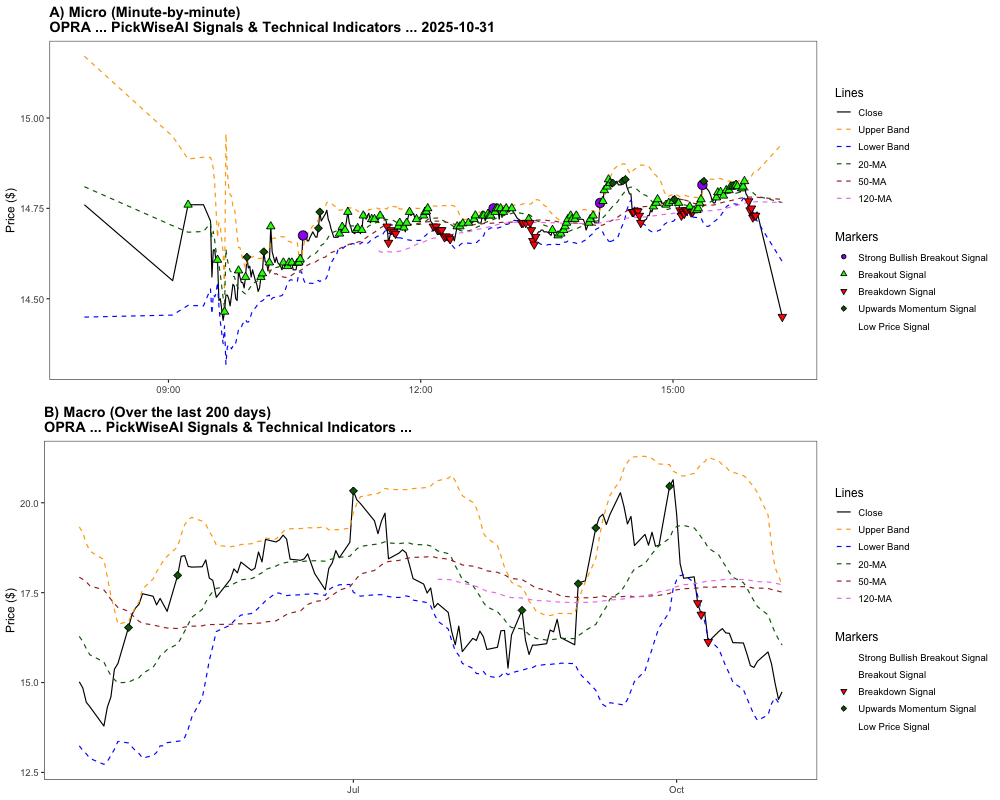 A) Micro (Minute-by-minute)
OPRA ... PickWiseAI Signals & Technical Indicators ... 2025-10-31
Price ($)
15.00
14.75
14.50
09:00
12:09
15:00
Lines
Close
Upper Band
Lower Band
20-MA
50-MA
120-MA
Markers
Strong Bullish Breakout Signal
Breakout Signal
Breakdown Signal
Upwards Momentum Signal
Low Price Signal
B) Macro (Over the last 200 days)
OPRA ... PickWiseAI Signals & Technical Indicators ...
Price ($)
20.0
17.5
15.0
12.5
Jul
Oct
Lines
Close
Upper Band
Lower Band
20-MA
50-MA
120-MA
Markers
Strong Bullish Breakout Signal
Breakout Signal
Breakdown Signal
Upwards Momentum Signal
Low Price Signal